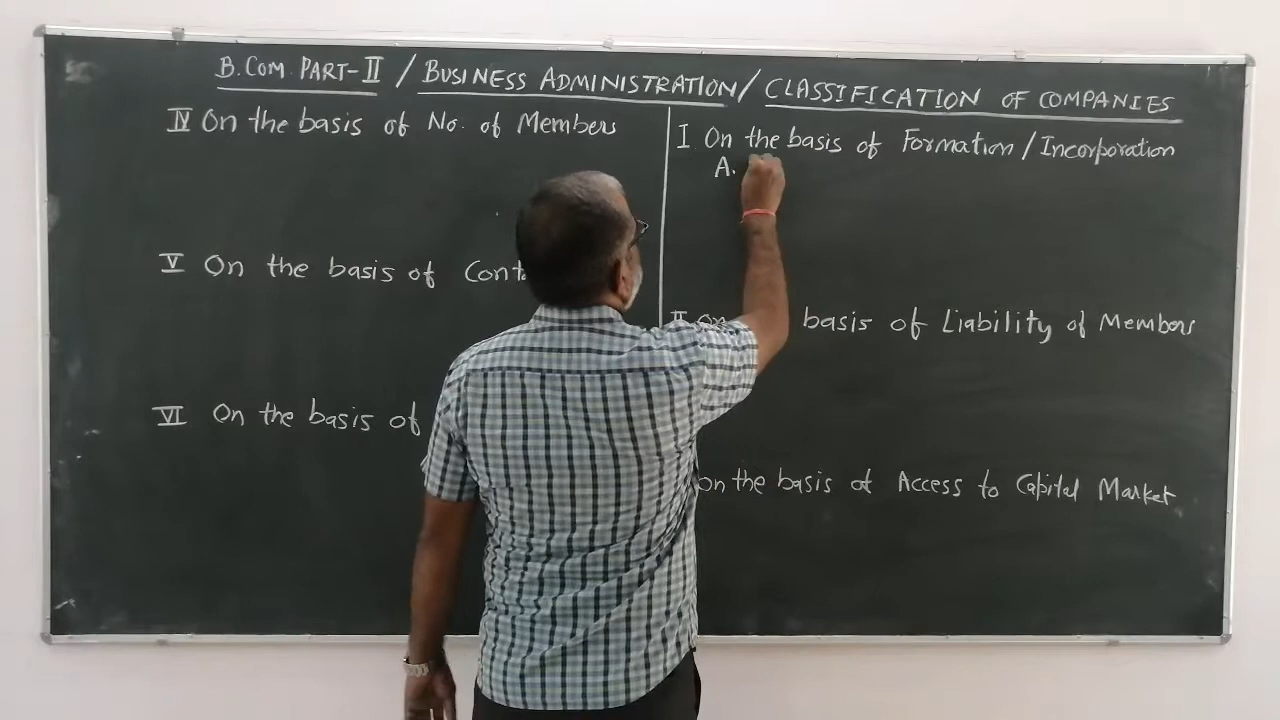 B.COM. PART-II / BUSINESS ADMINISTRATION / CLASSIFICATION OF COMPANIES
IV On the basis of No. of Members
V On the basis of
VI On the basis of
I On the basis of Formation / Incorporation
A.
II On basis of Liability of Members
on the basis of Access to Capital Market